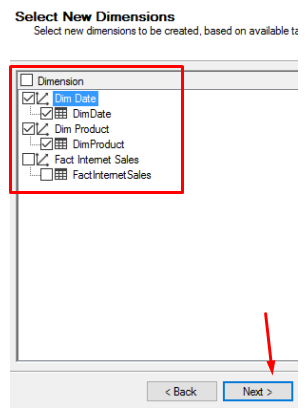 Select New Dimensions
Select new dimensions to be created, based on available ta
Dimension
Dim Date
DimDate
Dim Product
DimProduct
Fact Internet Sales
FactInternetSales
< Back
Next >